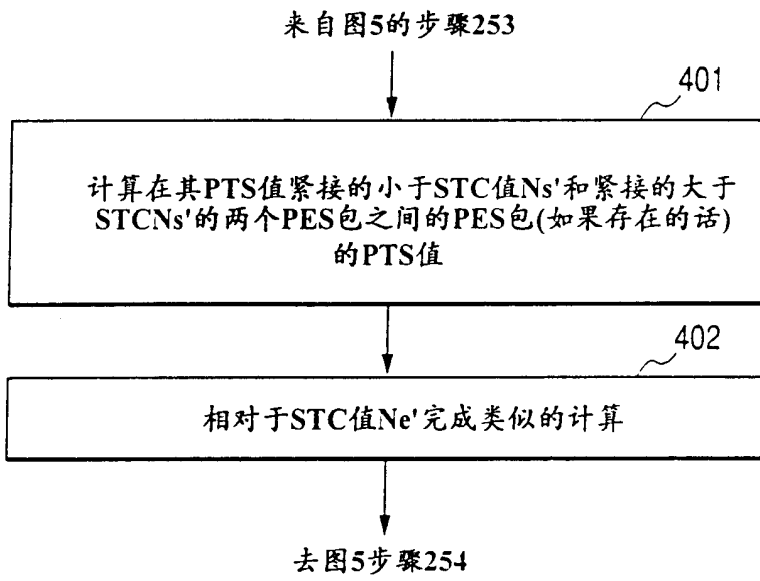 来自图5的步骤253
401
计算在其PTS值紧接的小于STC值Ns'和紧接的大于
STCNs'的两个PES包之间的PES包(如果存在的话)
的PTS值
402
相对于STC值Ne'完成类似的计算
去图5步骤254